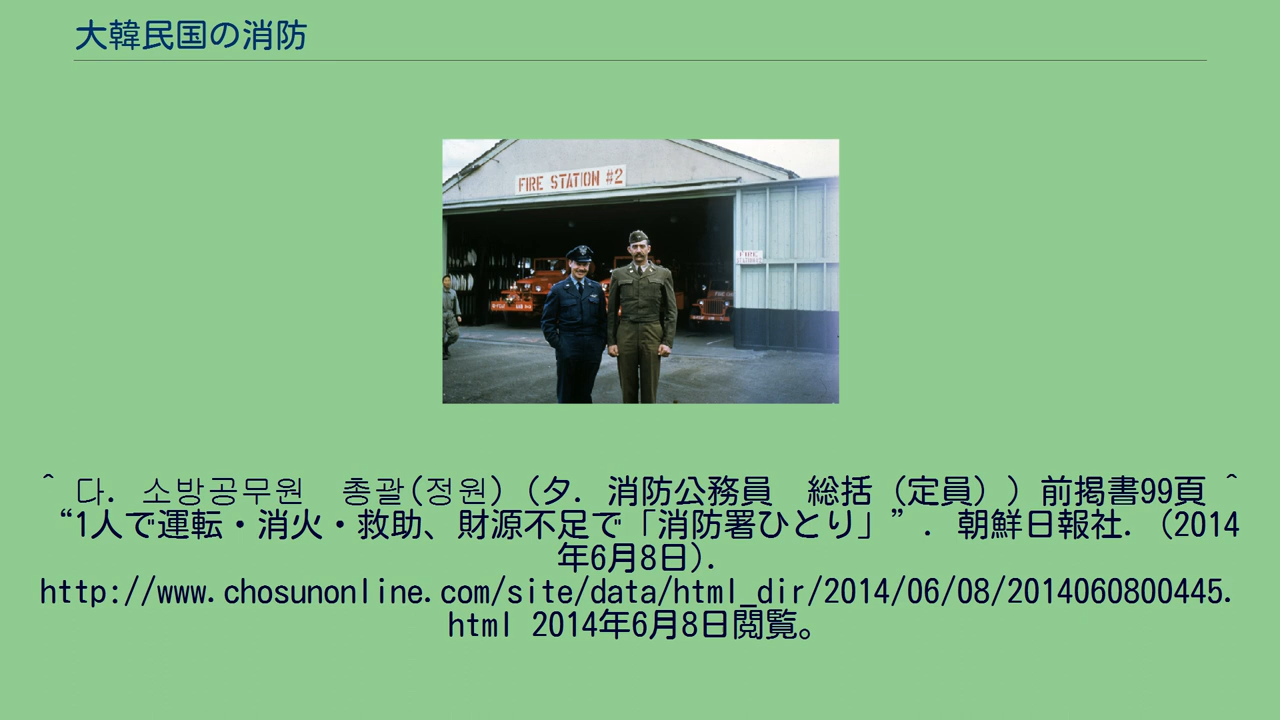 大韓民国の消防
FIRE STATION #2
FIRE
^ 다. 소방공무원　총괄(정원) (タ. 消防公務員　総括（定員）) 前掲書99頁 ^
“1人で運転・消火・救助、財源不足で「消防署ひとり」”. 朝鮮日報社. (2014
年6月8日).
http://www.chosunonline.com/site/data/html_dir/2014/06/08/2014060800445.
html 2014年6月8日閲覧。